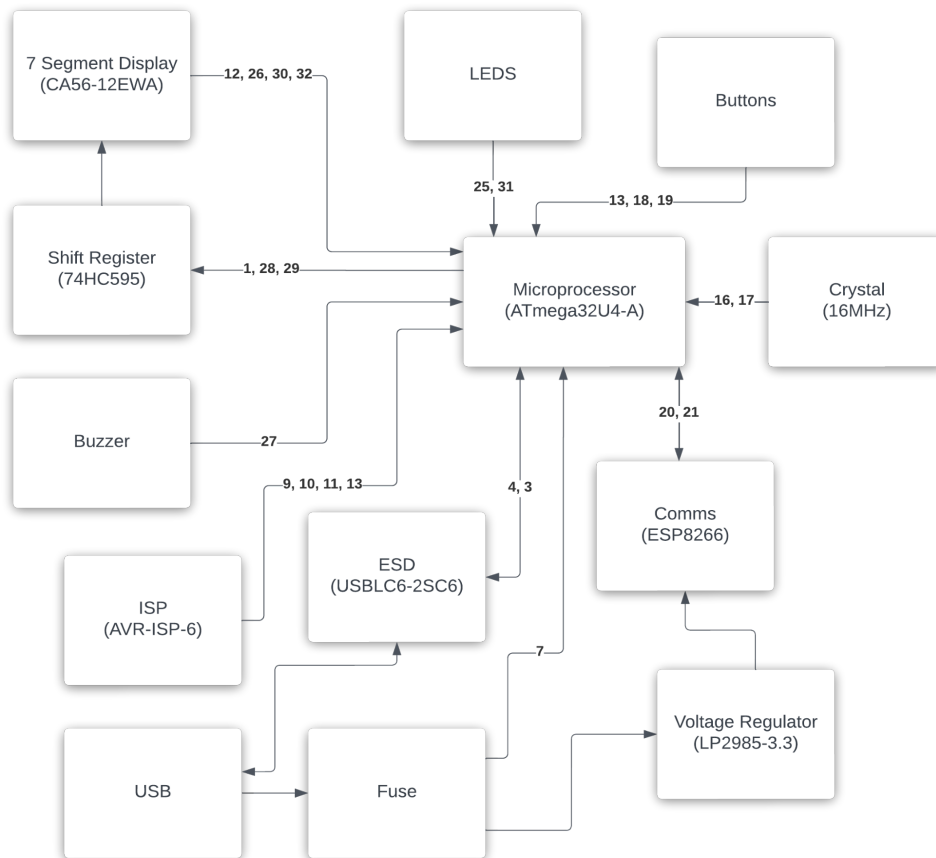 7 Segment Display
(CA56-12EWA)
12, 26, 30, 32
LEDS
Buttons
25, 31
13, 18, 19
Shift Register
(74HC595)
1, 28, 29
Microprocessor
(ATmega32U4-A)
16, 17
Crystal
(16MHz)
Buzzer
27
20, 21
9, 10, 11, 13
4, 3
Comms
(ESP8266)
ESD
(USBLC6-2SC6)
ISP
(AVR-ISP-6)
7
Voltage Regulator
(LP2985-3.3)
USB
Fuse